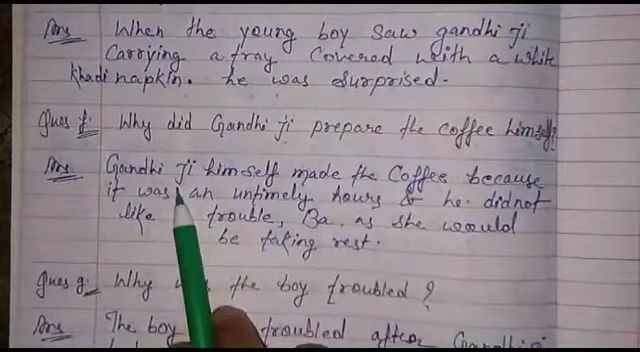 Ans When the young boy saw gandhi ji
carrying a tray covered with a white
khadi napkin. he was surprised.
Ques f: Why did Gandhi ji prepare the coffee himself?
Ans Gandhi ji himself made the Coffee because
it was an untimely hours & he didnot
like trouble, Ba, as she would
be taking rest.
Ques g: Why the boy troubled ?
Ans The boy troubled after